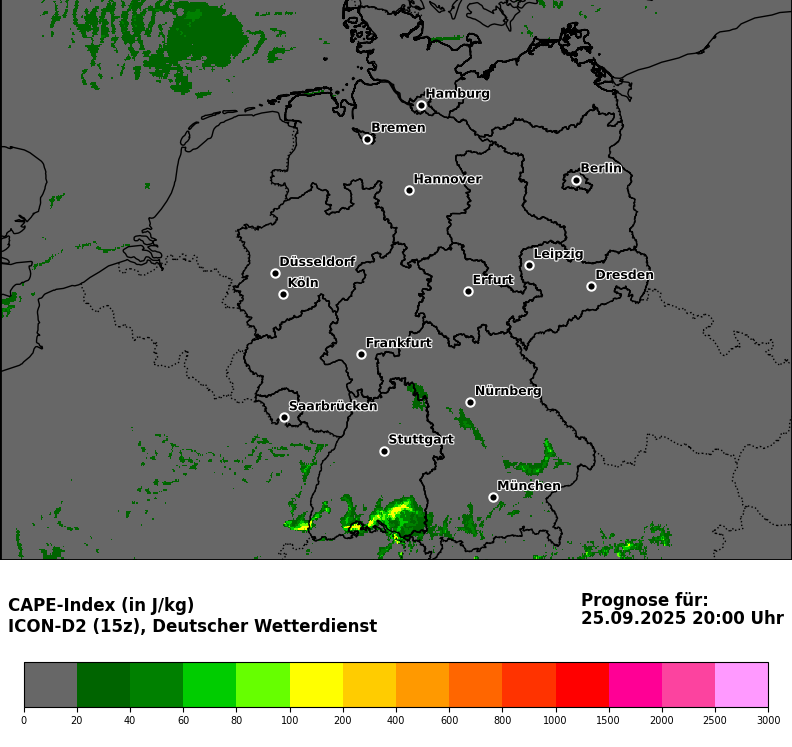 Hamburg
Bremen
Berlin
Hannover
Leipzig
Düsseldorf
Dresden
Köln
Erfurt
Frankfurt
Nürnberg
Saarbrücken
Stuttgart
München
CAPE-Index (in J/kg)
ICON-D2 (15z), Deutscher Wetterdienst
Prognose für:
25.09.2025 20:00 Uhr
0 20 40 60 80 100 200 400 600 800 1000 1500 2000 2500 3000